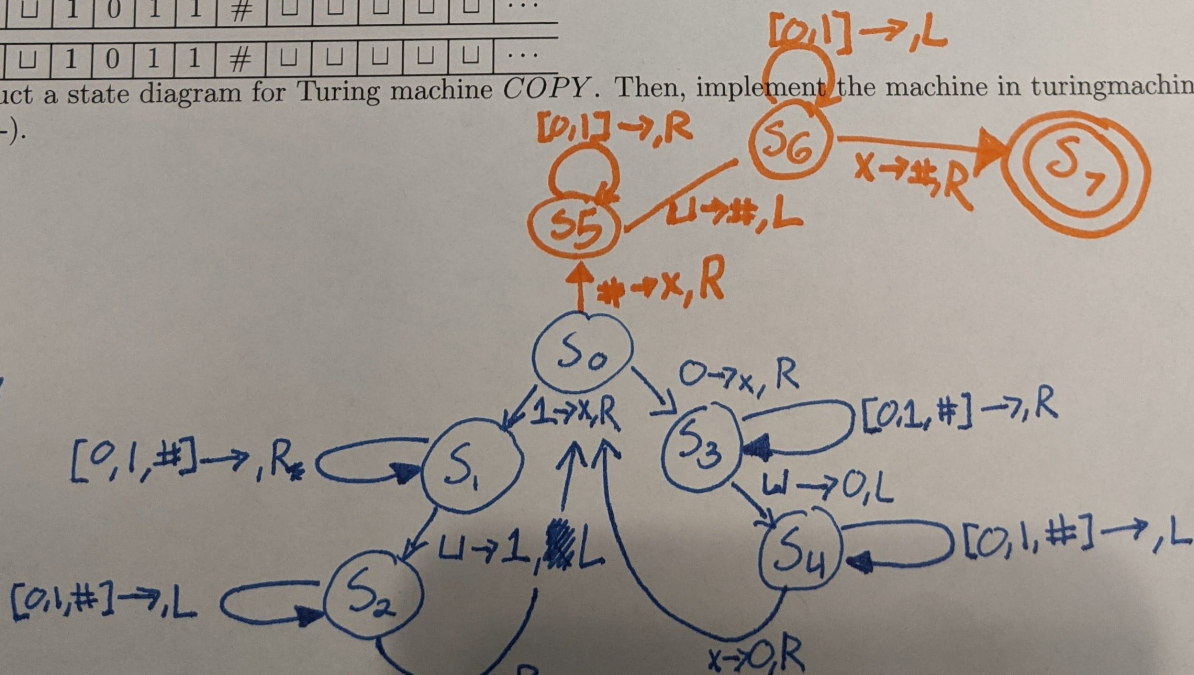 ⊔ 1 0 1 1 # ⊔ ⊔ ⊔ ⊔ ⊔ ...
⊔ 1 0 1 1 # ⊔ ⊔ ⊔ ⊔ ⊔ ...
uct a state diagram for Turing machine COPY. Then, implement the machine in turingmachin
-).
[0,1]→,L
[0,1]→,R
S6
X→#,R
S7
S5
⊔→#,L
#→x,R
S0
0→x,R
1→x,R
[0,1,#]→,R
[0,1,#]→,R
S1
S3
⊔→0,L
⊔→1, L
S4
[0,1,#]→,L
[0,1,#]→,L
S2
x→0,R